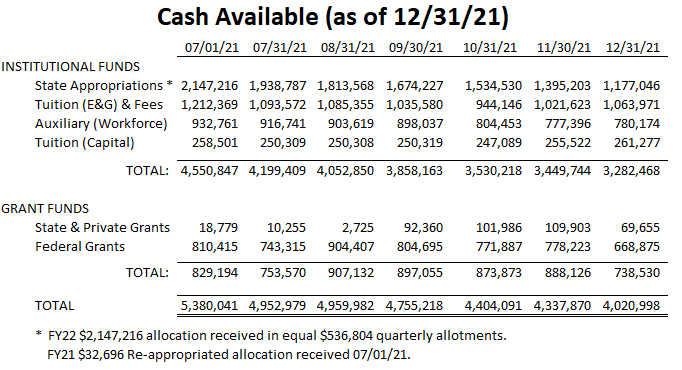 Cash Available (as of 12/31/21)
07/01/21 07/31/21 08/31/21 09/30/21 10/31/21 11/30/21 12/31/21
INSTITUTIONAL FUNDS
State Appropriations * 2,147,216 1,938,787 1,813,568 1,674,227 1,534,530 1,395,203 1,177,046
Tuition (E&G) & Fees 1,212,369 1,093,572 1,085,355 1,035,580 944,146 1,021,623 1,063,971
Auxiliary (Workforce) 932,761 916,741 903,619 898,037 804,453 777,396 780,174
Tuition (Capital) 258,501 250,309 250,308 250,319 247,089 255,522 261,277
TOTAL: 4,550,847 4,199,409 4,052,850 3,858,163 3,530,218 3,449,744 3,282,468
GRANT FUNDS
State & Private Grants 18,779 10,255 2,725 92,360 101,986 109,903 69,655
Federal Grants 810,415 743,315 904,407 804,695 771,887 778,223 668,875
TOTAL: 829,194 753,570 907,132 897,055 873,873 888,126 738,530
TOTAL 5,380,041 4,952,979 4,959,982 4,755,218 4,404,091 4,337,870 4,020,998
* FY22 $2,147,216 allocation received in equal $536,804 quarterly allotments.
FY21 $32,696 Re-appropriated allocation received 07/01/21.